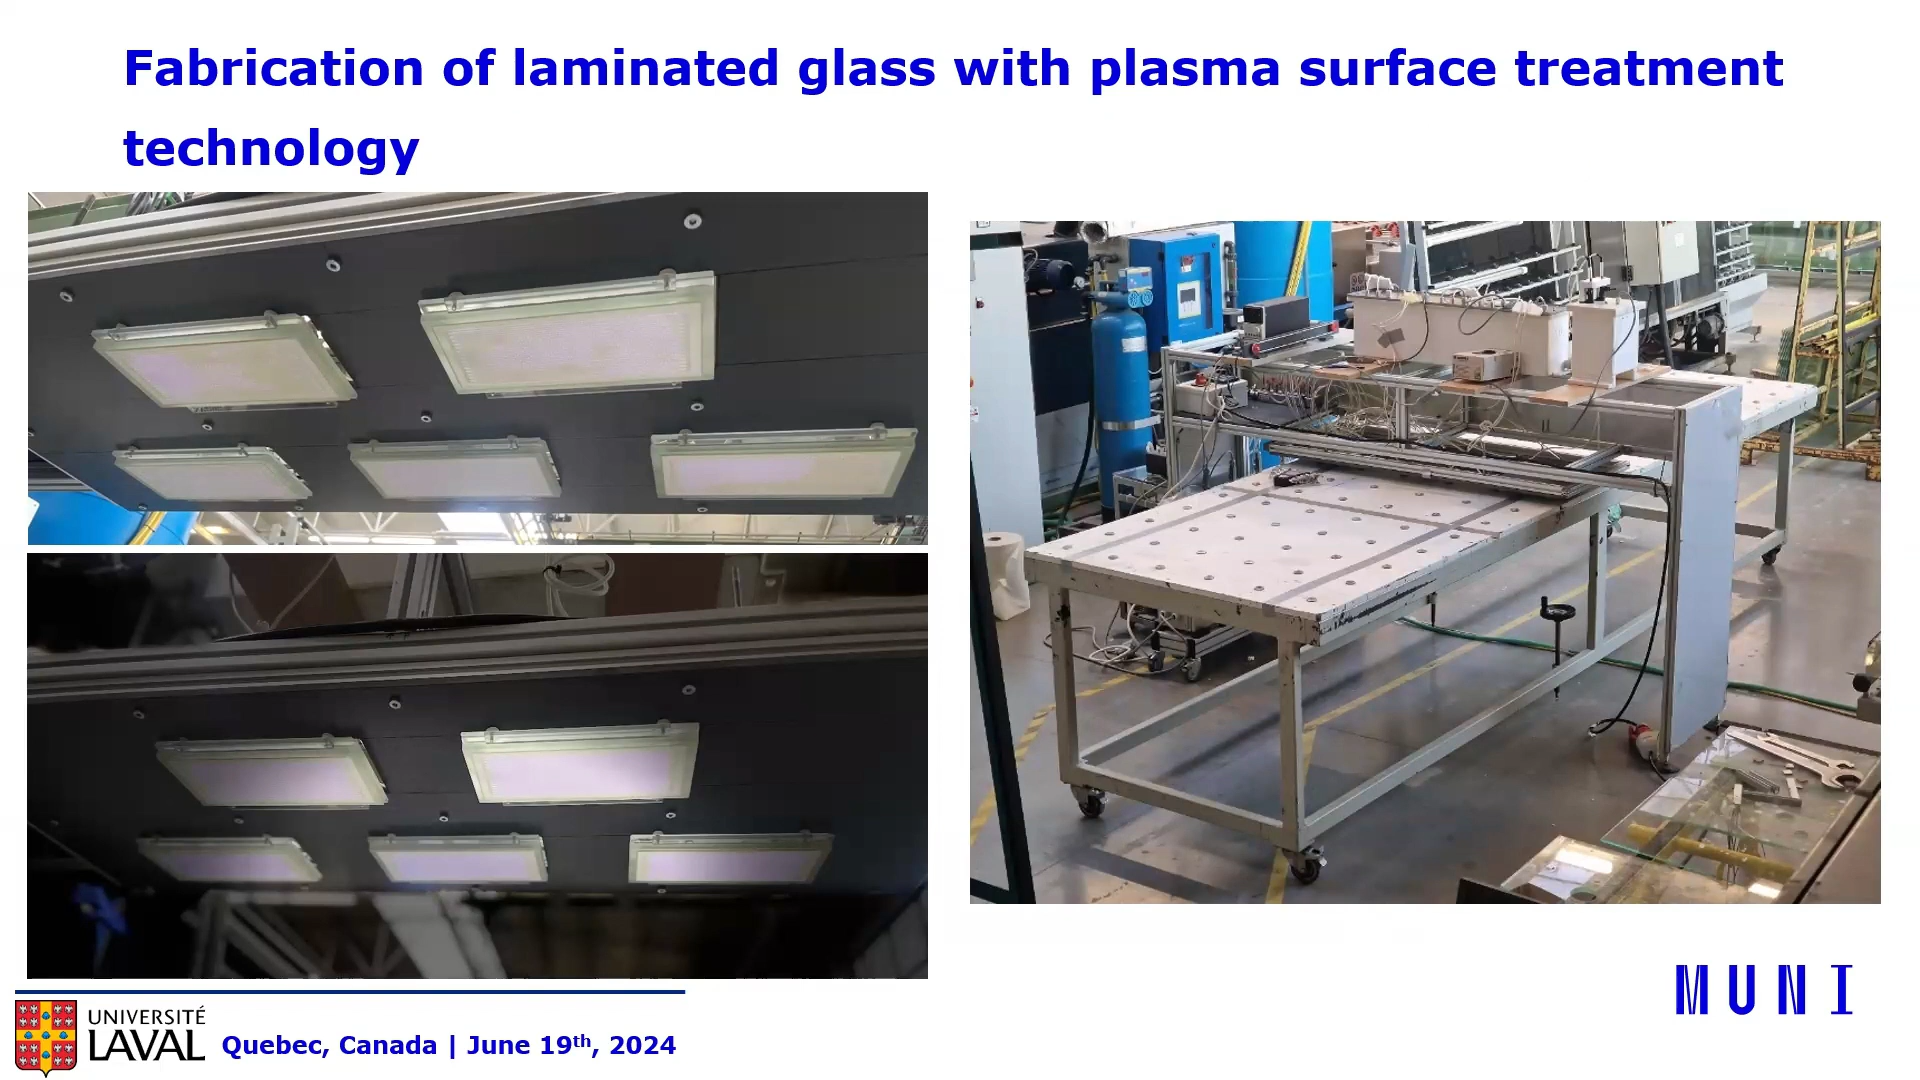 Fabrication of laminated glass with plasma surface treatment
technology
UNIVERSITÉ
LAVAL
Quebec, Canada | June 19th, 2024
MUNI